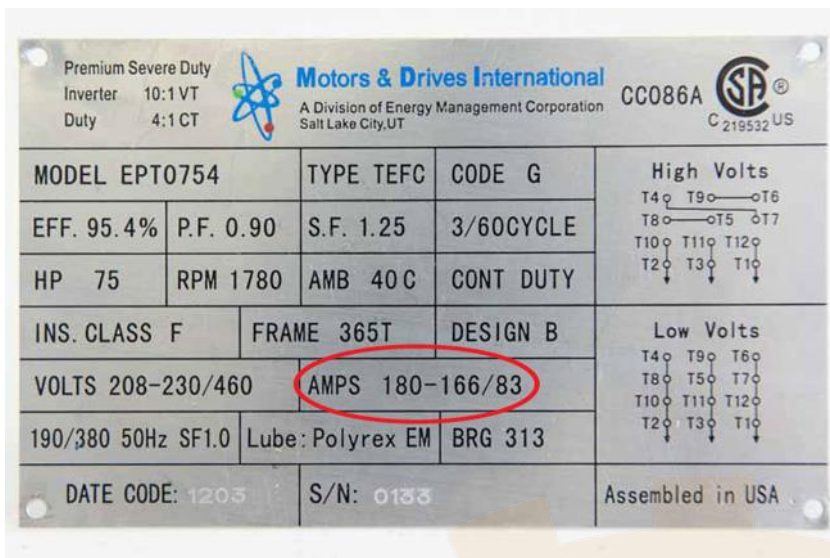 Premium Severe Duty
Inverter 10:1 VT
Duty 4:1 CT
Motors & Drives International
A Division of Energy Management Corporation
Salt Lake City, UT
CC086A
SA ®
C 219532 US
MODEL EPT0754
TYPE TEFC
CODE G
EFF. 95.4%
P.F. 0.90
S.F. 1.25
3/60CYCLE
HP 75
RPM 1780
AMB 40C
CONT DUTY
High Volts
T4 T9 T6
T8 T5 T7
T10 T11 T12
T2 T3 T1
INS. CLASS F
FRAME 365T
DESIGN B
VOLTS 208-230/460
AMPS 180-166/83
190/380 50Hz SF1.0
Lube: Polyrex EM
BRG 313
Low Volts
T4 T9 T6
T8 T5 T7
T10 T11 T12
T2 T3 T1
DATE CODE: 1203
S/N: 0133
Assembled in USA